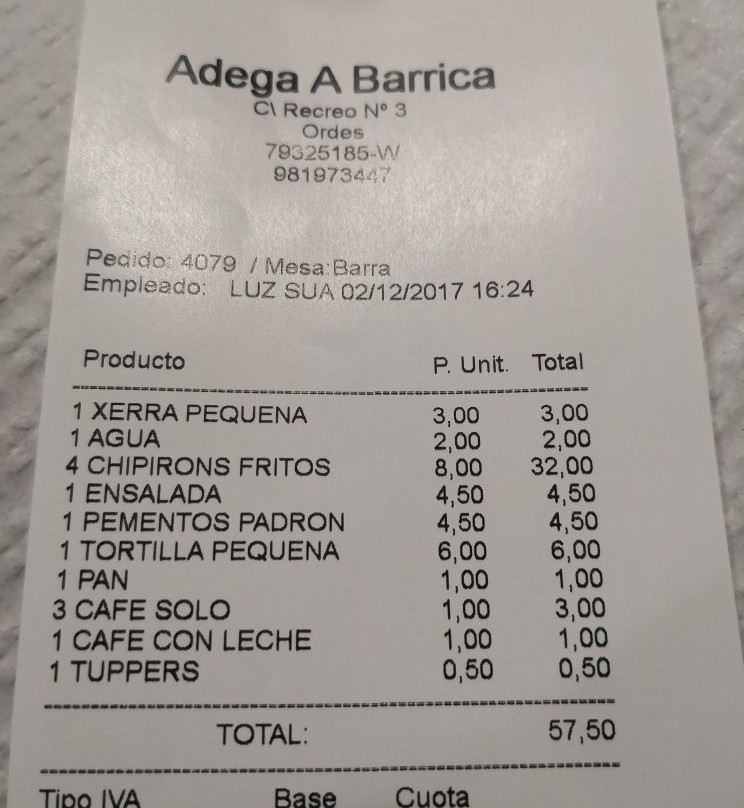 Adega A Barrica
C\ Recreo Nº 3
Ordes
79325185-W
981973447
Pedido: 4079 / Mesa:Barra
Empleado: LUZ SUA 02/12/2017 16:24
Producto P. Unit. Total
1 XERRA PEQUENA 3,00 3,00
1 AGUA 2,00 2,00
4 CHIPIRONS FRITOS 8,00 32,00
1 ENSALADA 4,50 4,50
1 PEMENTOS PADRON 4,50 4,50
1 TORTILLA PEQUENA 6,00 6,00
1 PAN 1,00 1,00
3 CAFE SOLO 1,00 3,00
1 CAFE CON LECHE 1,00 1,00
1 TUPPERS 0,50 0,50
TOTAL: 57,50
Tipo IVA Base Cuota